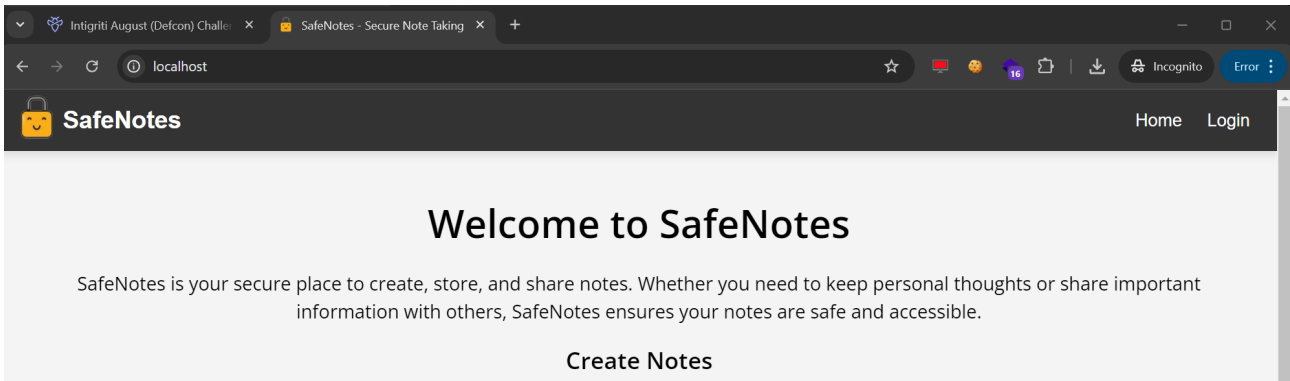 Intigriti August (Defcon) Challe
SafeNotes - Secure Note Taking
localhost
16
Incognito
Error
SafeNotes
Home
Login
Welcome to SafeNotes
SafeNotes is your secure place to create, store, and share notes. Whether you need to keep personal thoughts or share important
information with others, SafeNotes ensures your notes are safe and accessible.
Create Notes